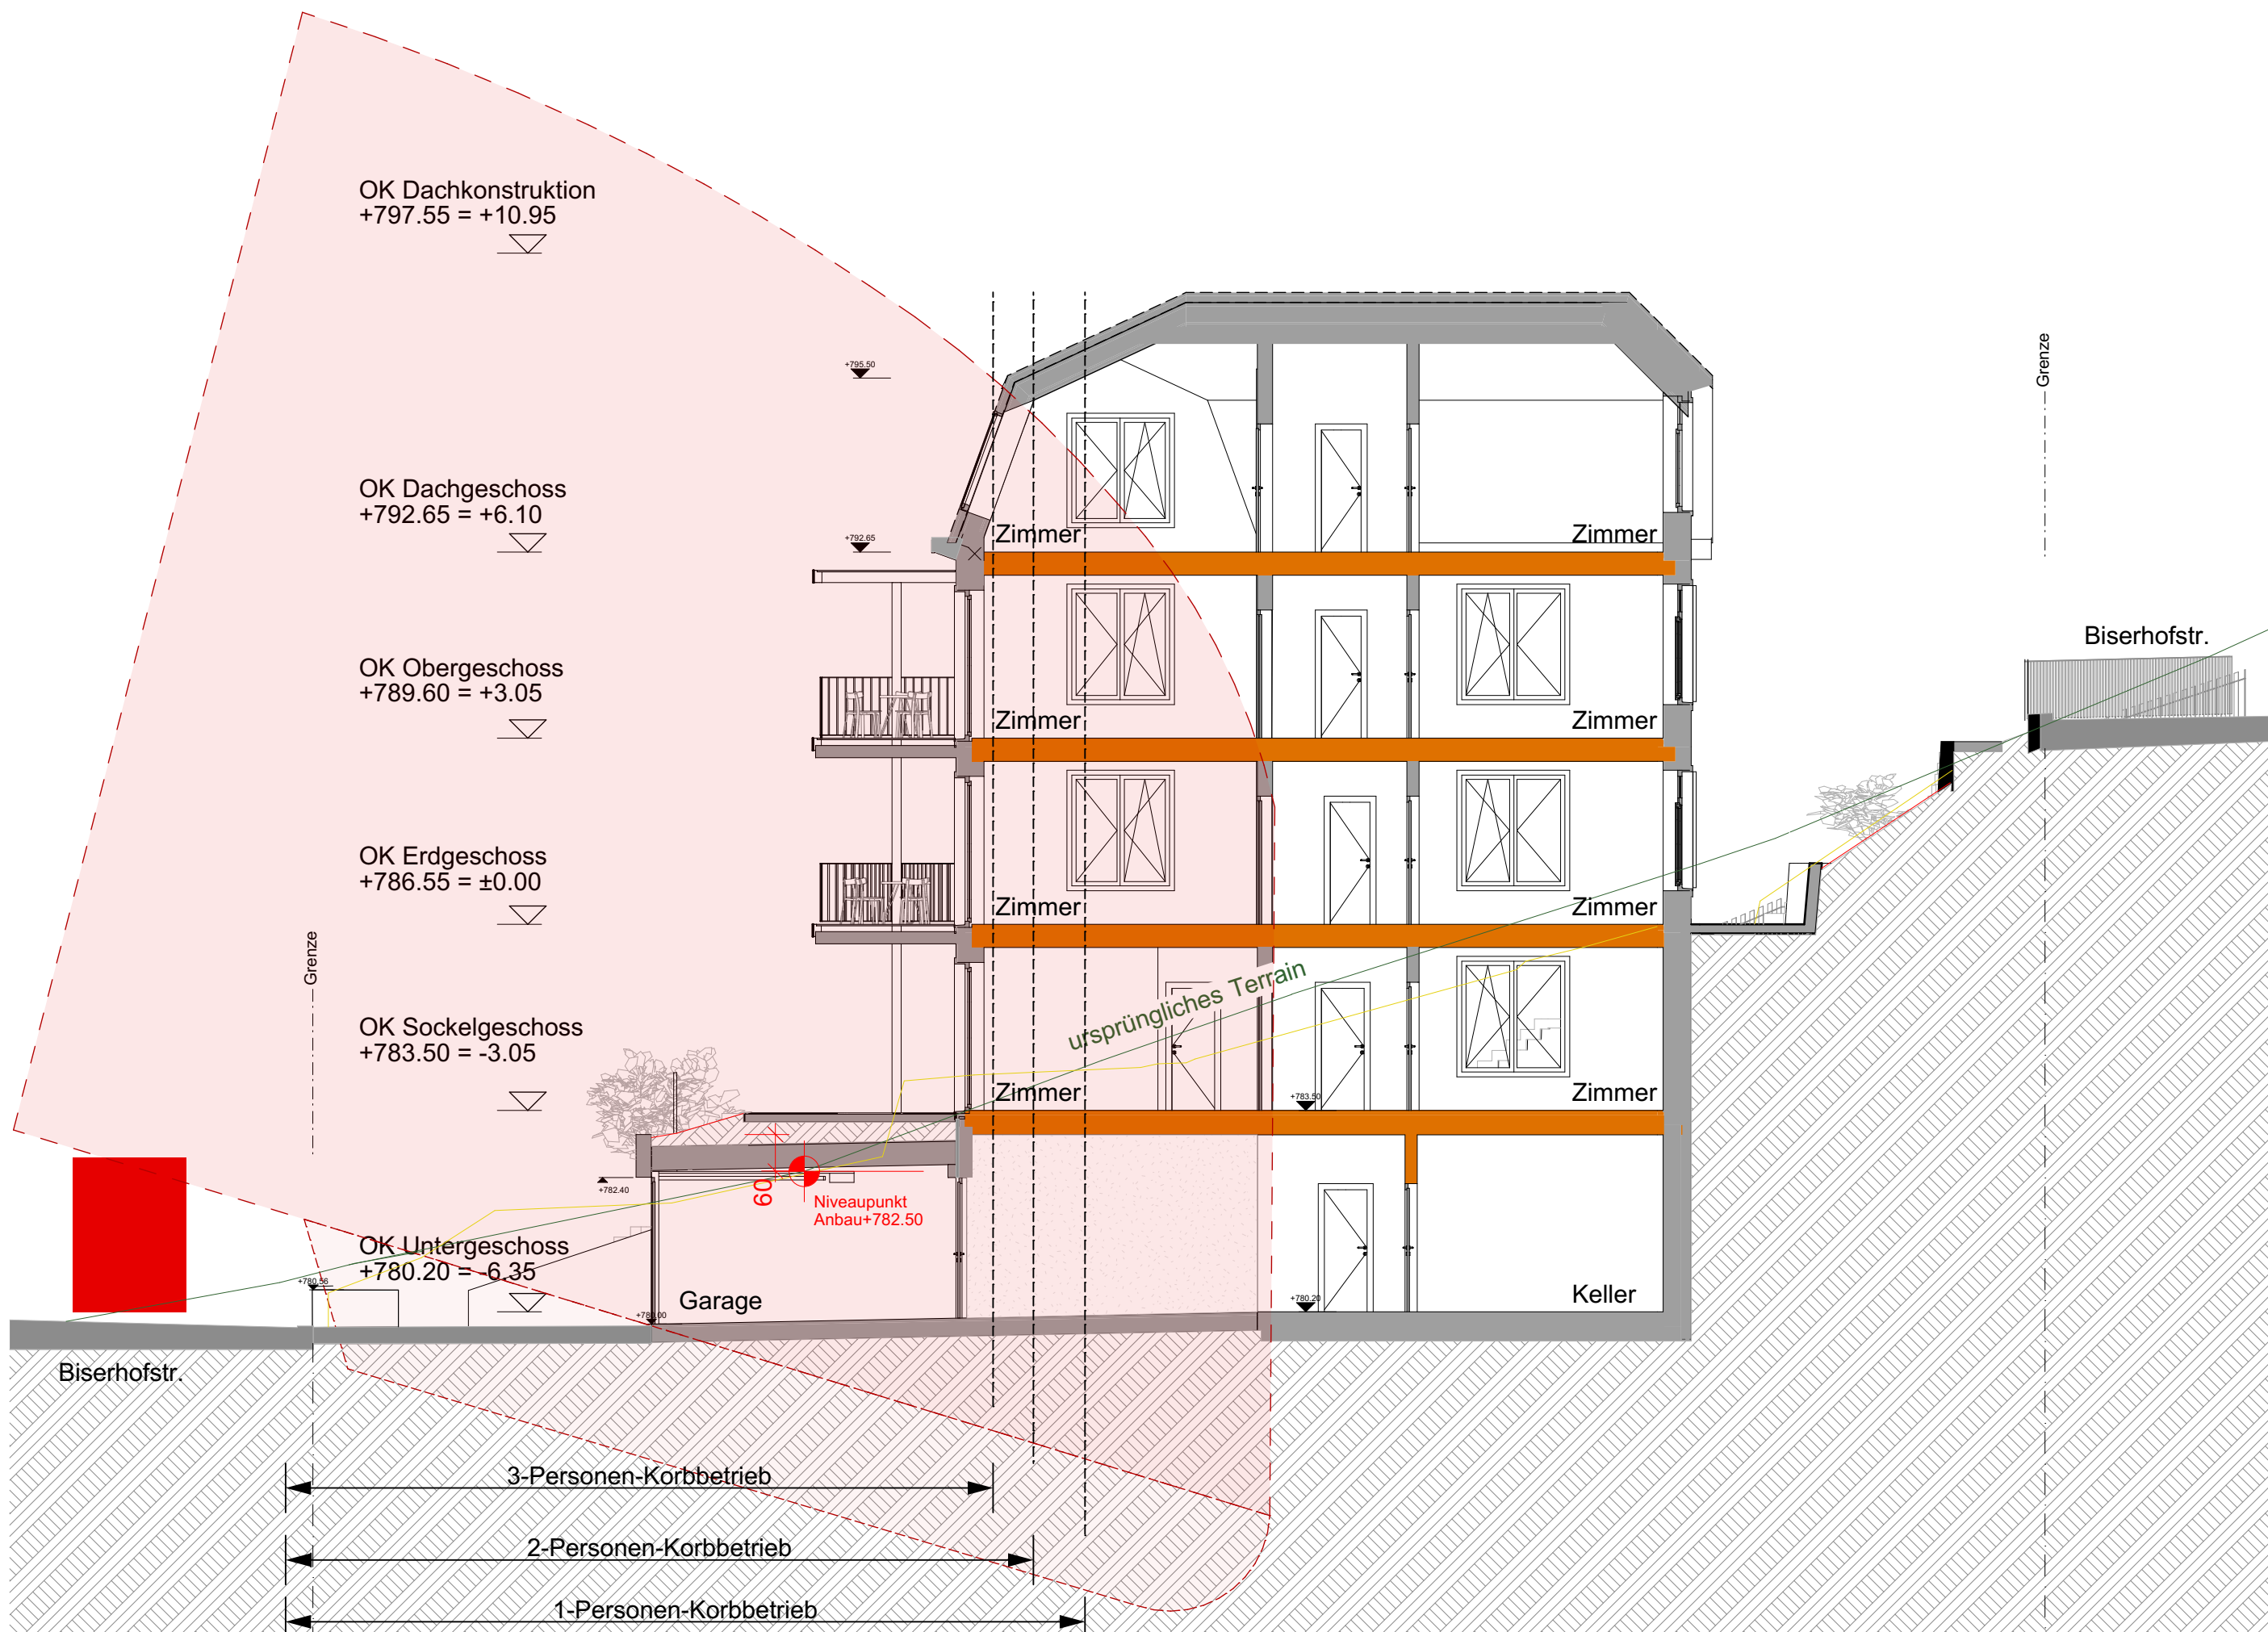 OK Dachkonstruktion
+797.55 = +10.95
+795.50
Grenze
OK Dachgeschoss
+792.65 = +6.10
+792.65
Zimmer
Zimmer
Biserhofstr.
OK Obergeschoss
+789.60 = +3.05
Zimmer
Zimmer
OK Erdgeschoss
+786.55 = ±0.00
Zimmer
Zimmer
Grenze
ursprüngliches Terrain
OK Sockelgeschoss
+783.50 = -3.05
Zimmer
+783.50
Zimmer
+782.40
60
Niveaupunkt
Anbau+782.50
OK Untergeschoss
+780.20 = -6.35
+780.56
Garage
+780.20
Keller
Biserhofstr.
3-Personen-Korbbetrieb
2-Personen-Korbbetrieb
1-Personen-Korbbetrieb